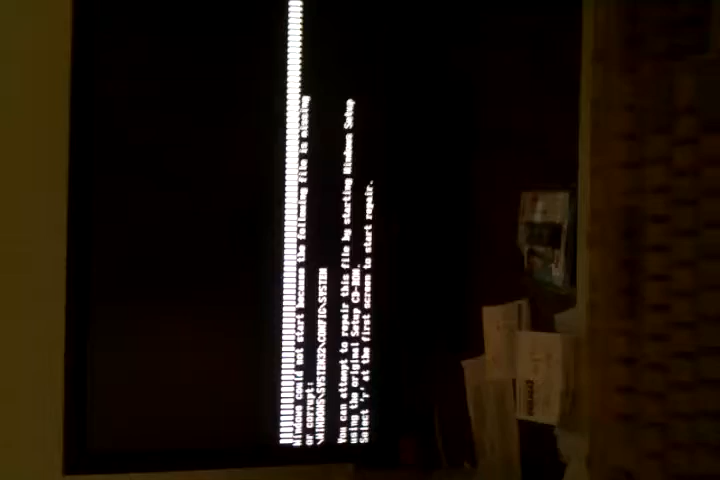 Windows could not start because the following file is missing
or corrupt:
\WINDOWS\SYSTEM32\CONFIG\SYSTEM
You can attempt to repair this file by starting Windows Setup
using the original Setup CD-ROM.
Select 'r' at the first screen to start repair.